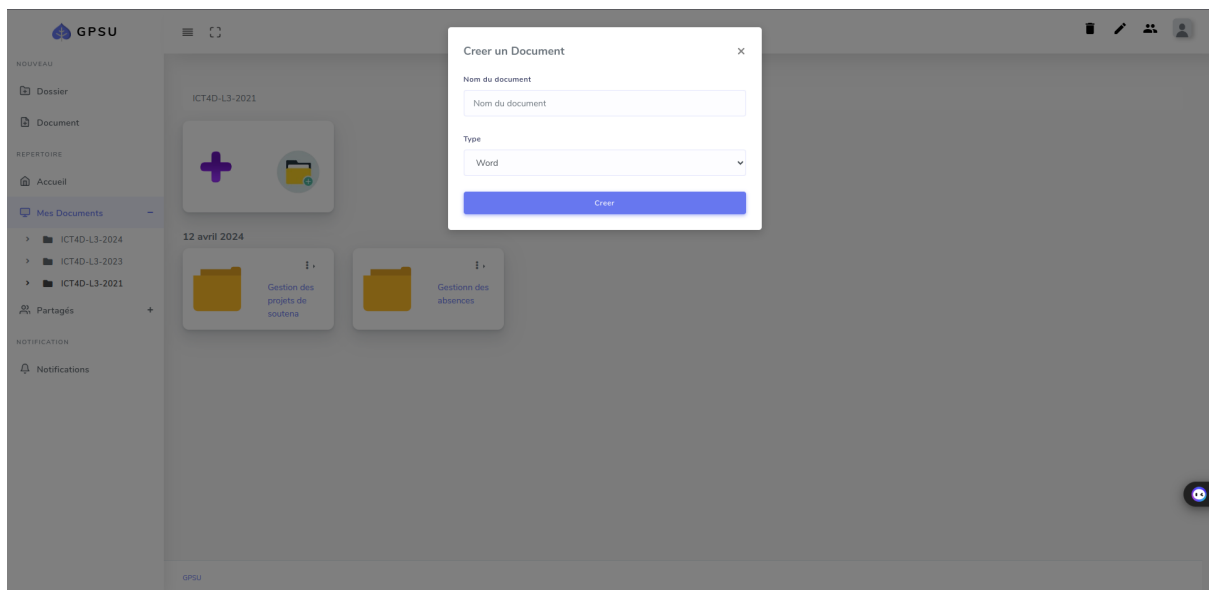 GPSU
NOUVEAU
Dossier
Document
REPERTOIRE
Accueil
Mes Documents
ICT4D-L3-2024
ICT4D-L3-2023
ICT4D-L3-2021
Partagés
NOTIFICATION
Notifications
ICT4D-L3-2021
12 avril 2024
Gestion des
projets de
soutena
Gestionn des
absences
Creer un Document
Nom du document
Nom du document
Type
Word
Creer
GPSU